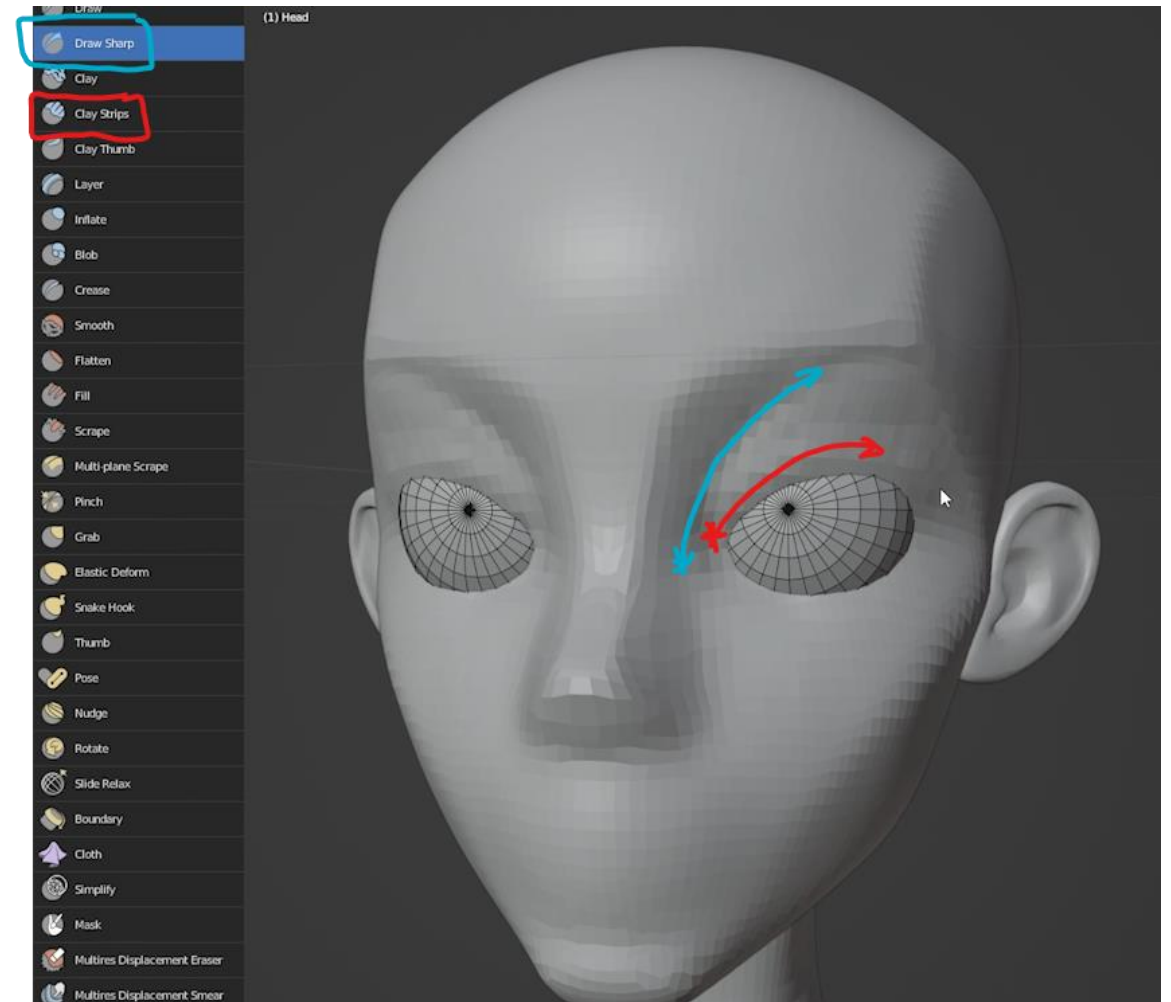 Draw
(1) Head
Draw Sharp
Clay
Clay Strips
Clay Thumb
Layer
Inflate
Blob
Crease
Smooth
Flatten
Fill
Scrape
Multi-plane Scrape
Pinch
Grab
Elastic Deform
Snake Hook
Thumb
Pose
Nudge
Rotate
Slide Relax
Boundary
Cloth
Simplify
Mask
Multires Displacement Eraser
Multires Displacement Smear